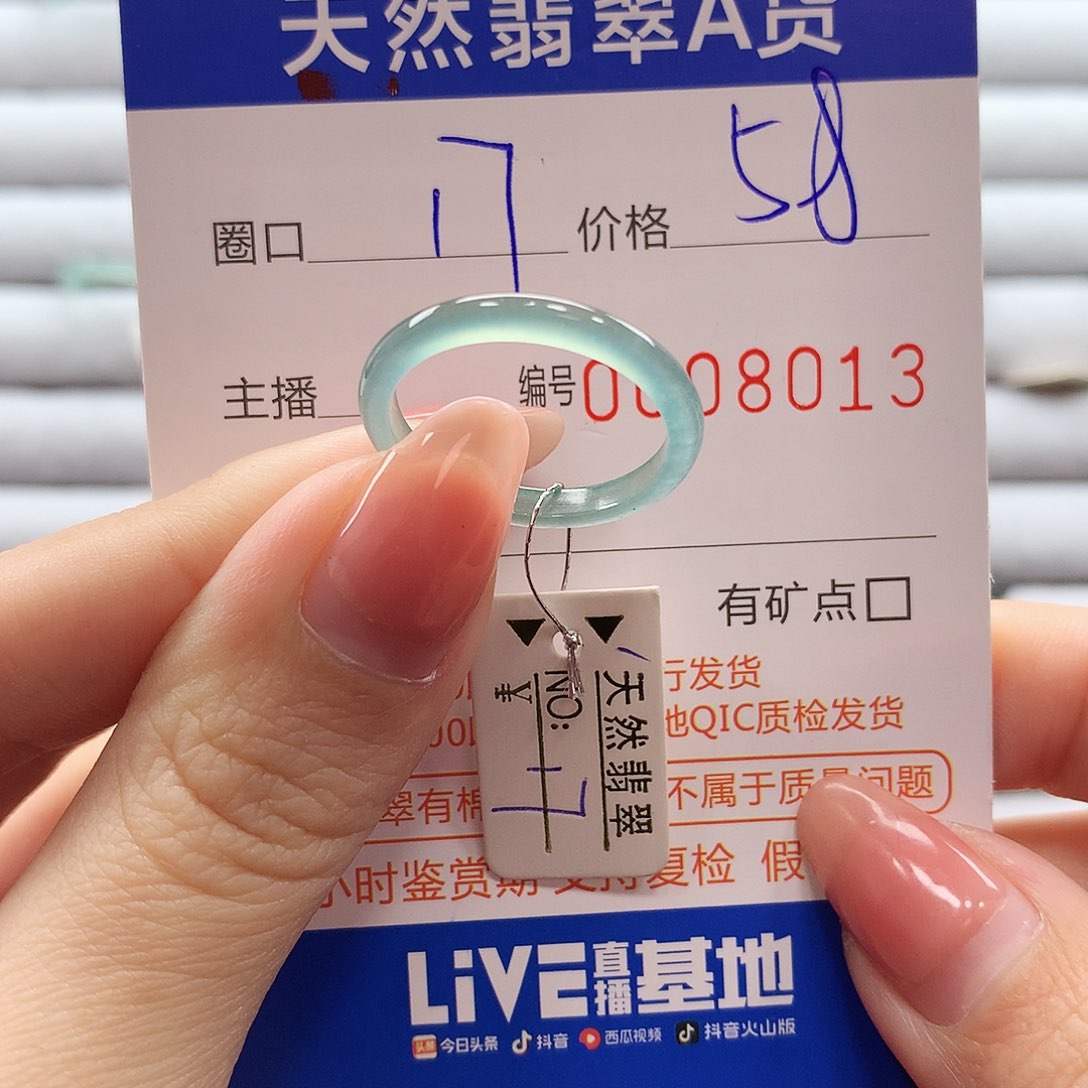 天然翡翠A货
圈口 17 价格 58
主播 编号 0008013
有矿点□
行发货
QIC质检发货
翠有棉 不属于质量问题
小时鉴赏期 支持复检 假
天然翡翠
NO:
17
LiVE直播基地
今日头条 抖音 西瓜视频 抖音火山版